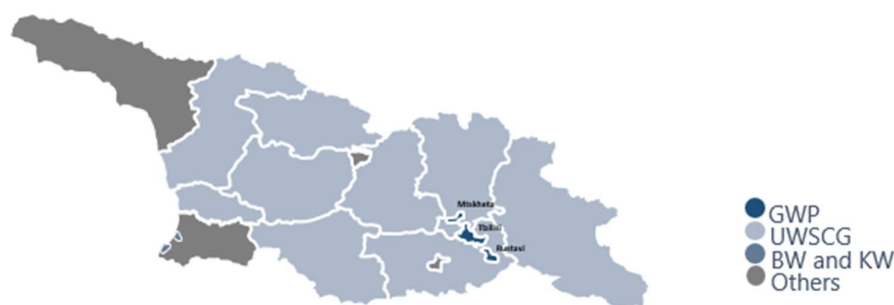 Mtskheta
Tbilisi
Rustavi
GWP
UWSCG
BW and KW
Others